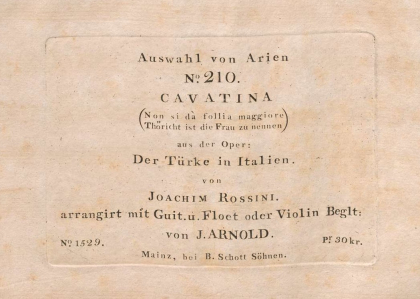 Auswahl von Arien
No. 210.
CAVATINA
(Non si dà follia maggiore
Thöricht ist die Frau zu nennen)
aus der Oper:
Der Türke in Italien.
von
JOACHIM ROSSINI.
arrangirt mit Guit. u. Floet oder Violin Beglt:
von J. ARNOLD.
No. 1529.
Pr. 30 kr.
Mainz, bei B. Schott Söhnen.